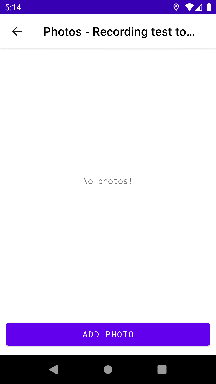 5:14
Photos - Recording test to...
No photos!
ADD PHOTO